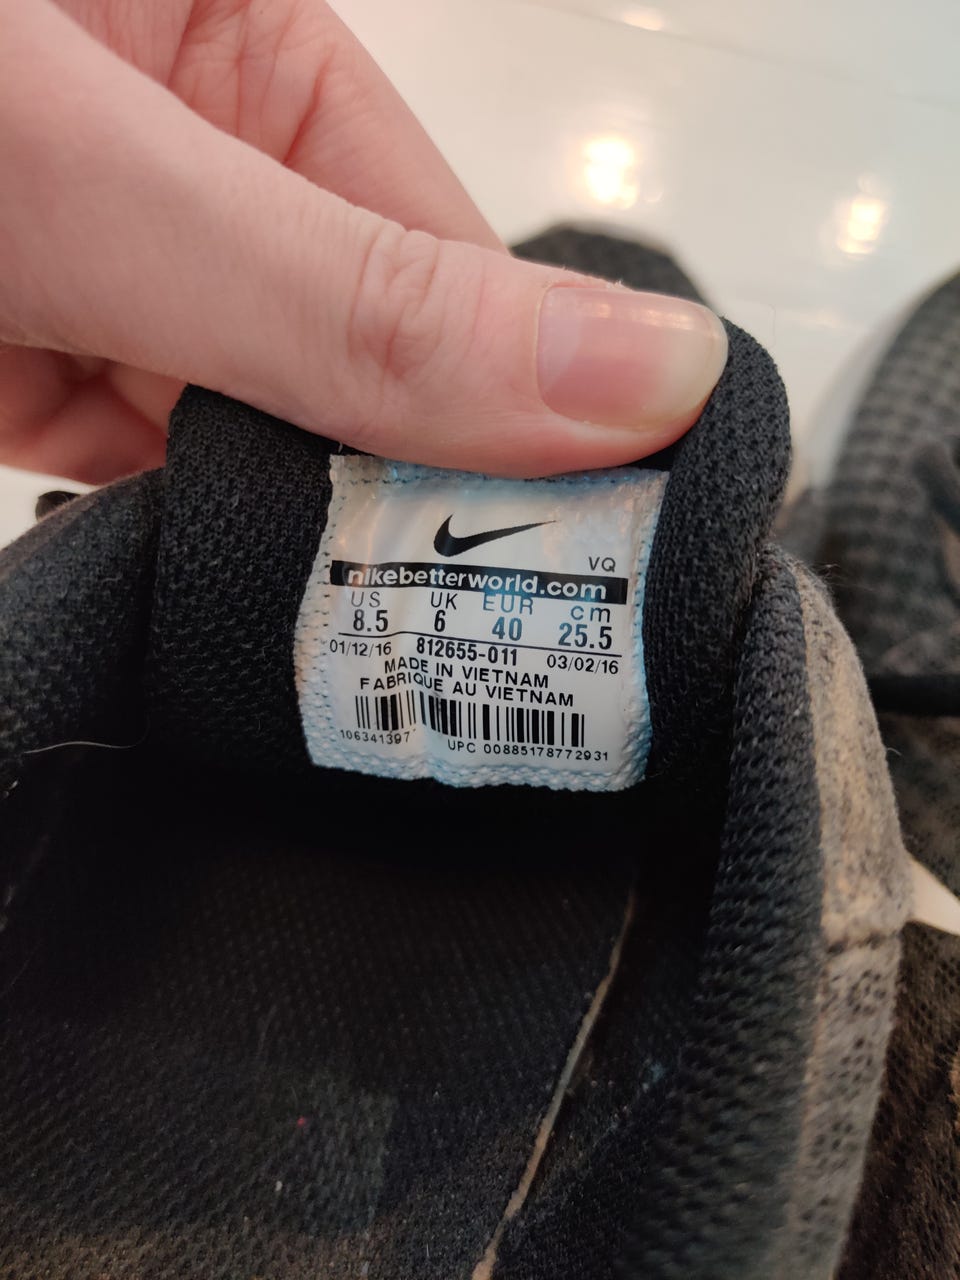 VQ
nikebetterworld.com
US UK EUR cm
8.5 6 40 25.5
01/12/16 812655-011 03/02/16
MADE IN VIETNAM
FABRIQUE AU VIETNAM
106341397 UPC 00885178772931